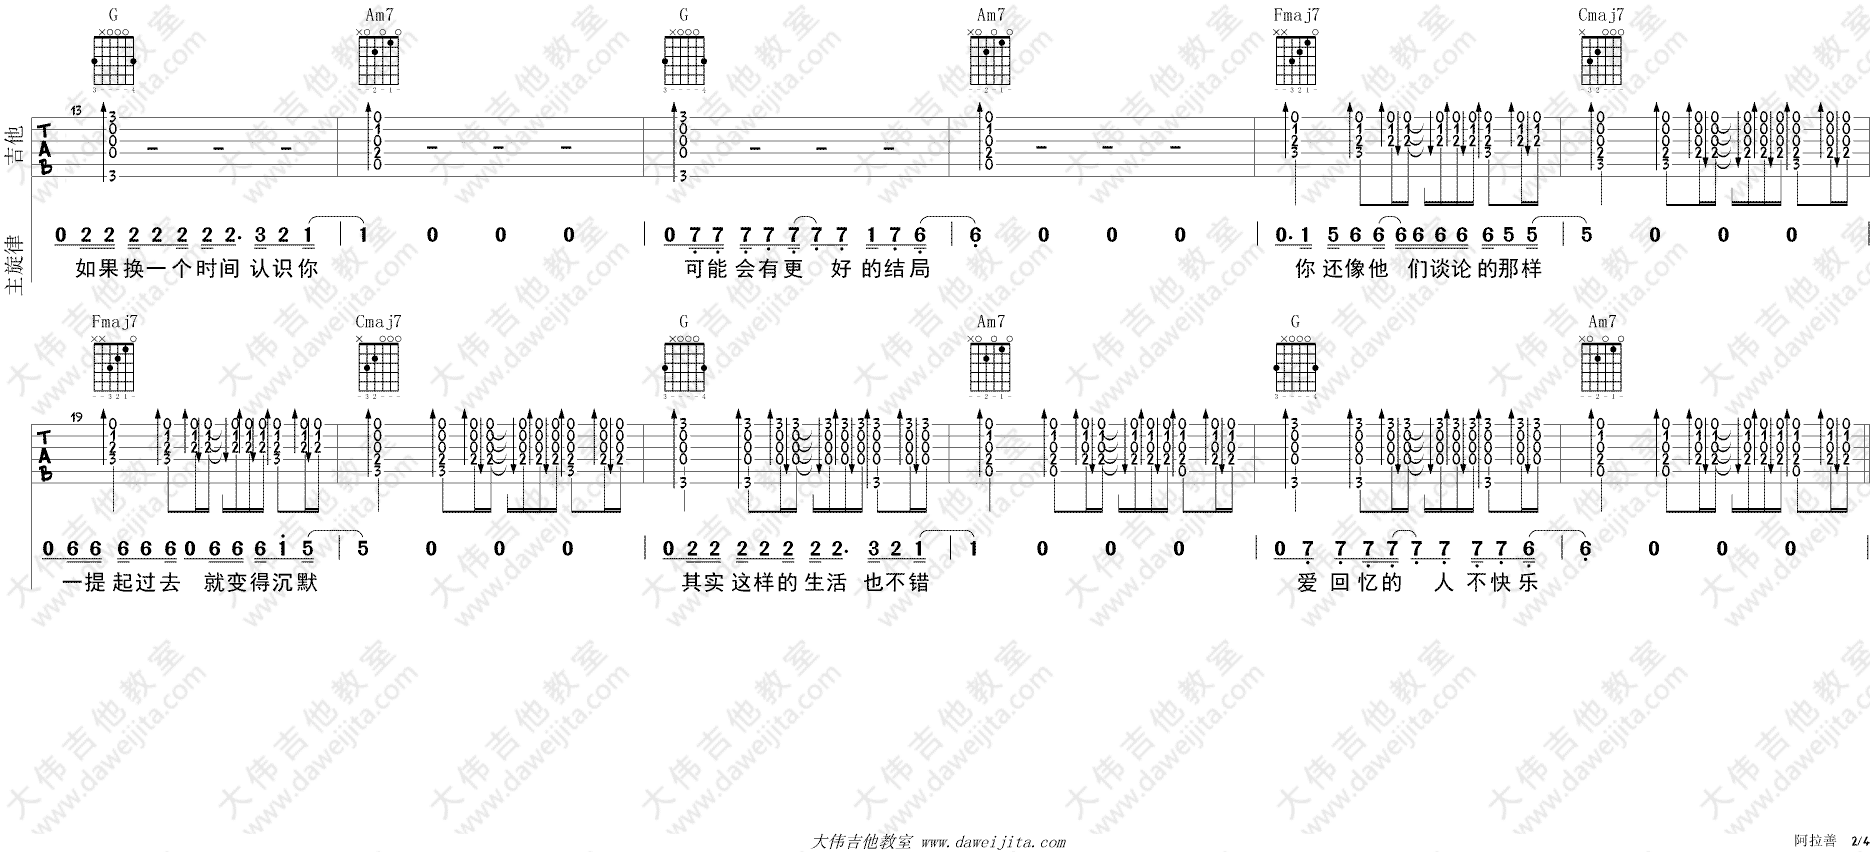 G Am7 G Am7 Fmaj7 Cmaj7
13
吉他
TAB
主旋律
0 2 2 2 2 2 2 2. 3 2 1 | 1 0 0 0 | 0 7 7 7 7 7 7 7 1 7 6 | 6 0 0 0 | 0. 1 5 6 6 6 6 6 6 6 5 5 | 5 0 0 0
如果换一个时间 认识你 可能会有更 好的结局 你还像他 们谈论的那样
Fmaj7 Cmaj7 G Am7 G Am7
19
TAB
0 6 6 6 6 6 0 6 6 6 1 5 | 5 0 0 0 | 0 2 2 2 2 2 2 2. 3 2 1 | 1 0 0 0 | 0 7 7 7 7 7 7 7 7 6 | 6 0 0 0 |
一提起过去 就变得沉默 其实这样的生活 也不错 爱回忆的 人不快乐
大伟吉他教室 www.daweijita.com
阿拉善 2/4